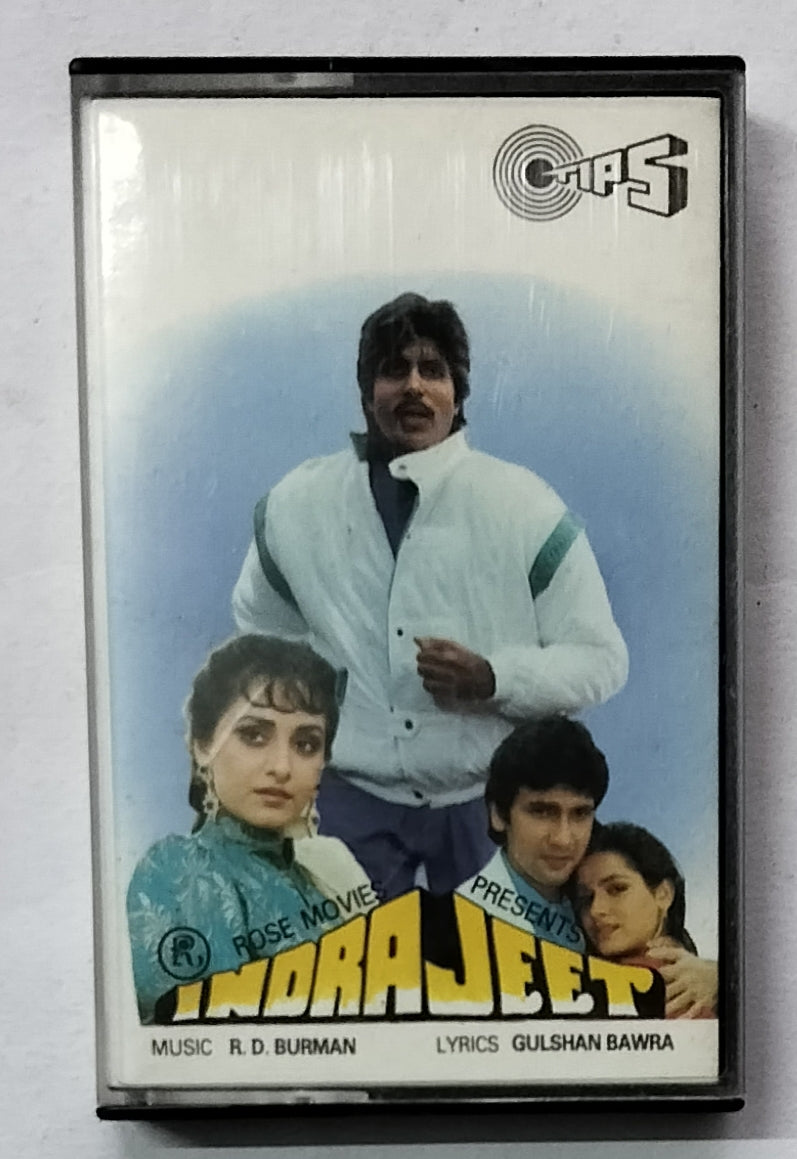 TIPS
R
ROSE MOVIES PRESENTS
INDRAJEET
MUSIC R. D. BURMAN LYRICS GULSHAN BAWRA